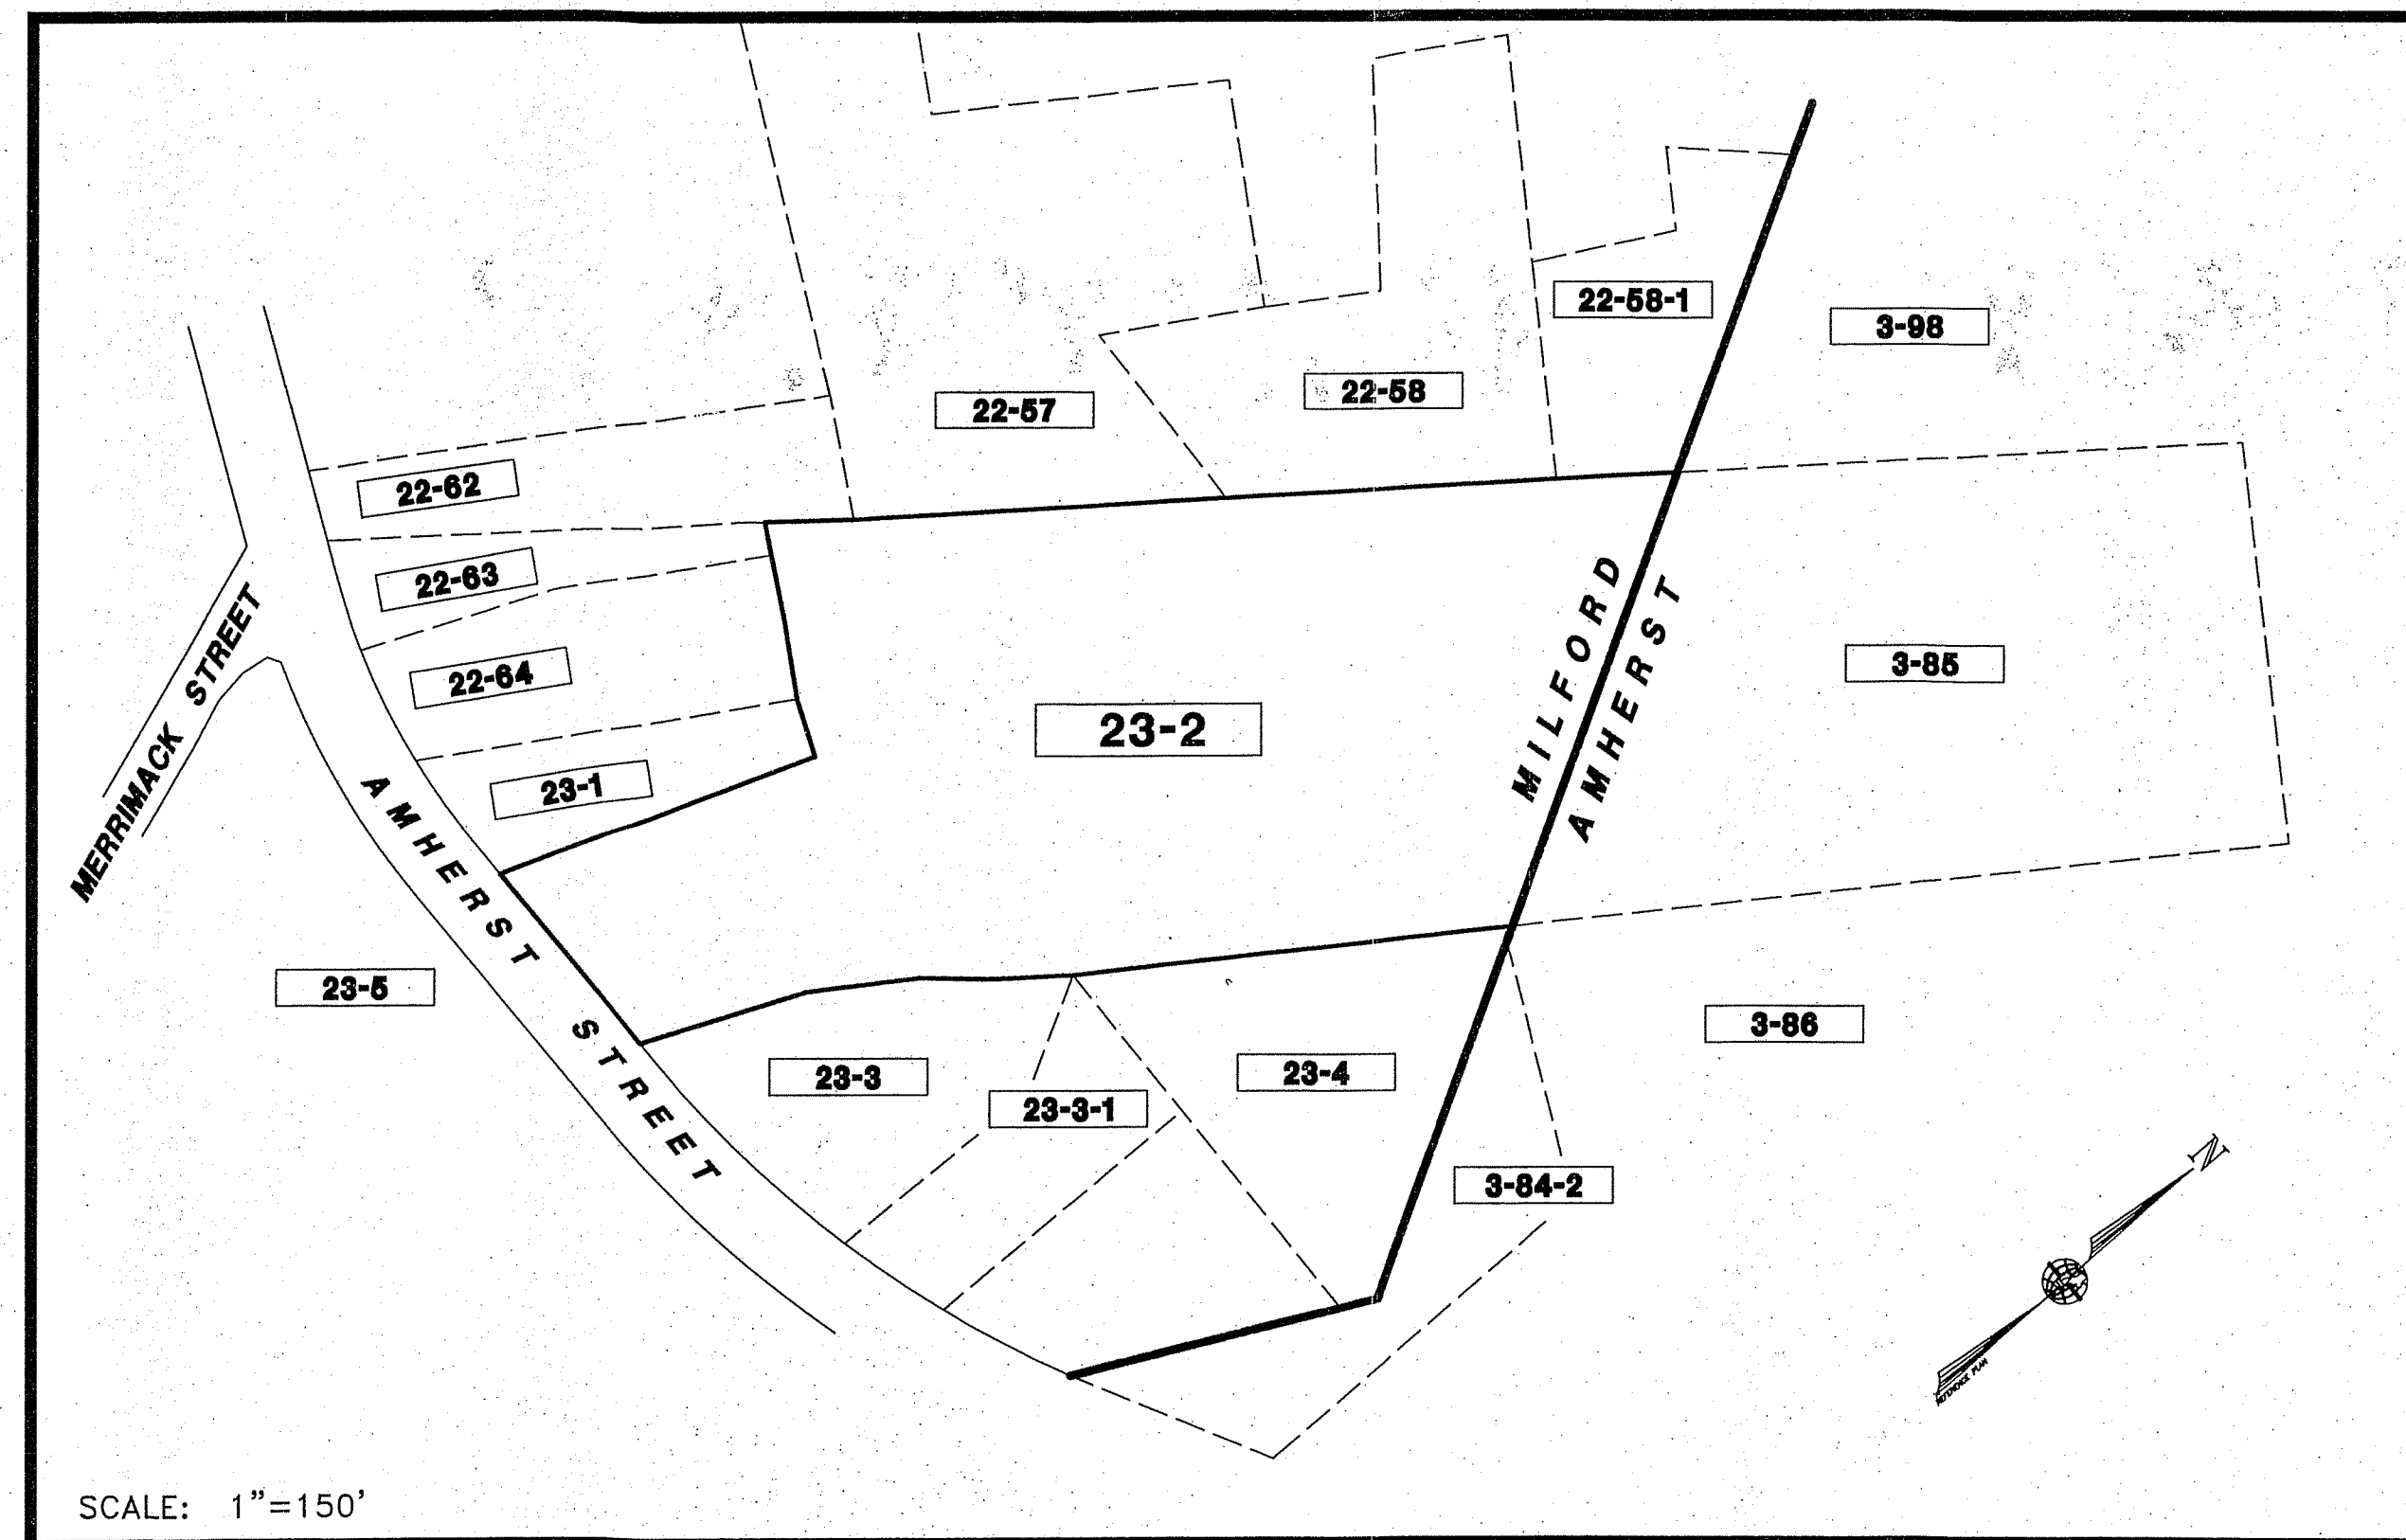 22-58-1
3-98
22-58
22-57
22-62
22-63
22-64
23-1
MERRIMACK STREET
AMHERST STREET
23-2
MILFORD
AMHERST
3-85
23-5
23-3
23-3-1
23-4
3-86
3-84-2
N
REFERENCE PLAN
SCALE: 1"=150'